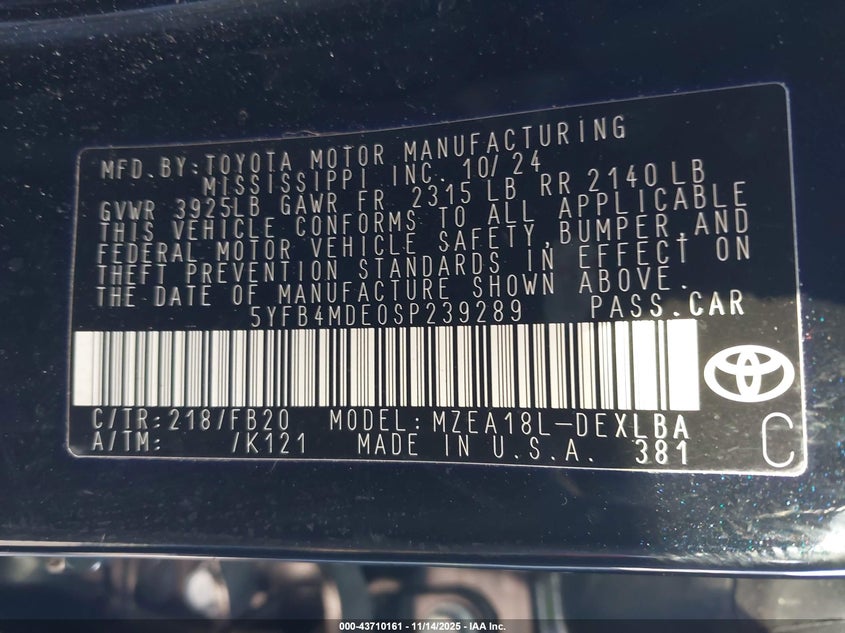 MFD.BY:TOYOTA MOTOR MANUFACTURING
MISSISSIPPI INC. 10/24
GVWR 3925LB GAWR FR 2315 LB RR 2140 LB
THIS VEHICLE CONFORMS TO ALL APPLICABLE
FEDERAL MOTOR VEHICLE SAFETY,BUMPER,AND
THEFT PREVENTION STANDARDS IN EFFECT ON
THE DATE OF MANUFACTURE SHOWN ABOVE.
5YFB4MDE0SP239289 PASS.CAR
C/TR:218/FB20 MODEL:MZEA18L-DEXLBA
A/TM: /K121 MADE IN U.S.A. 381
C
000-43710161 - 11/14/2025 - IAA Inc.